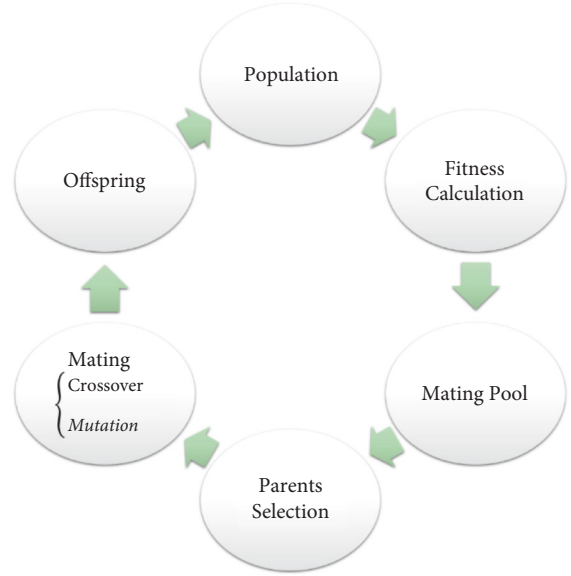 Population
Fitness
Calculation
Mating Pool
Parents
Selection
Mating
Crossover
Mutation
Offspring